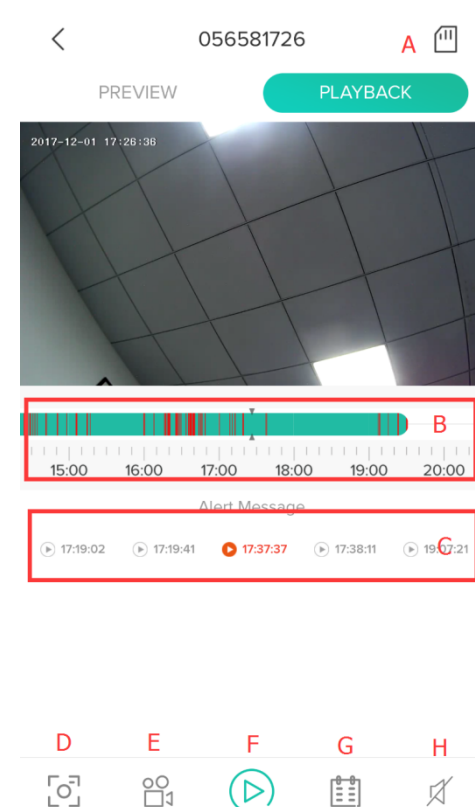 056581726 A
PREVIEW PLAYBACK
2017-12-01 17:26:36
B
15:00 16:00 17:00 18:00 19:00 20:00
Alert Message
17:19:02 17:19:41 17:37:37 17:38:11 19:07:21
C
D E F G H